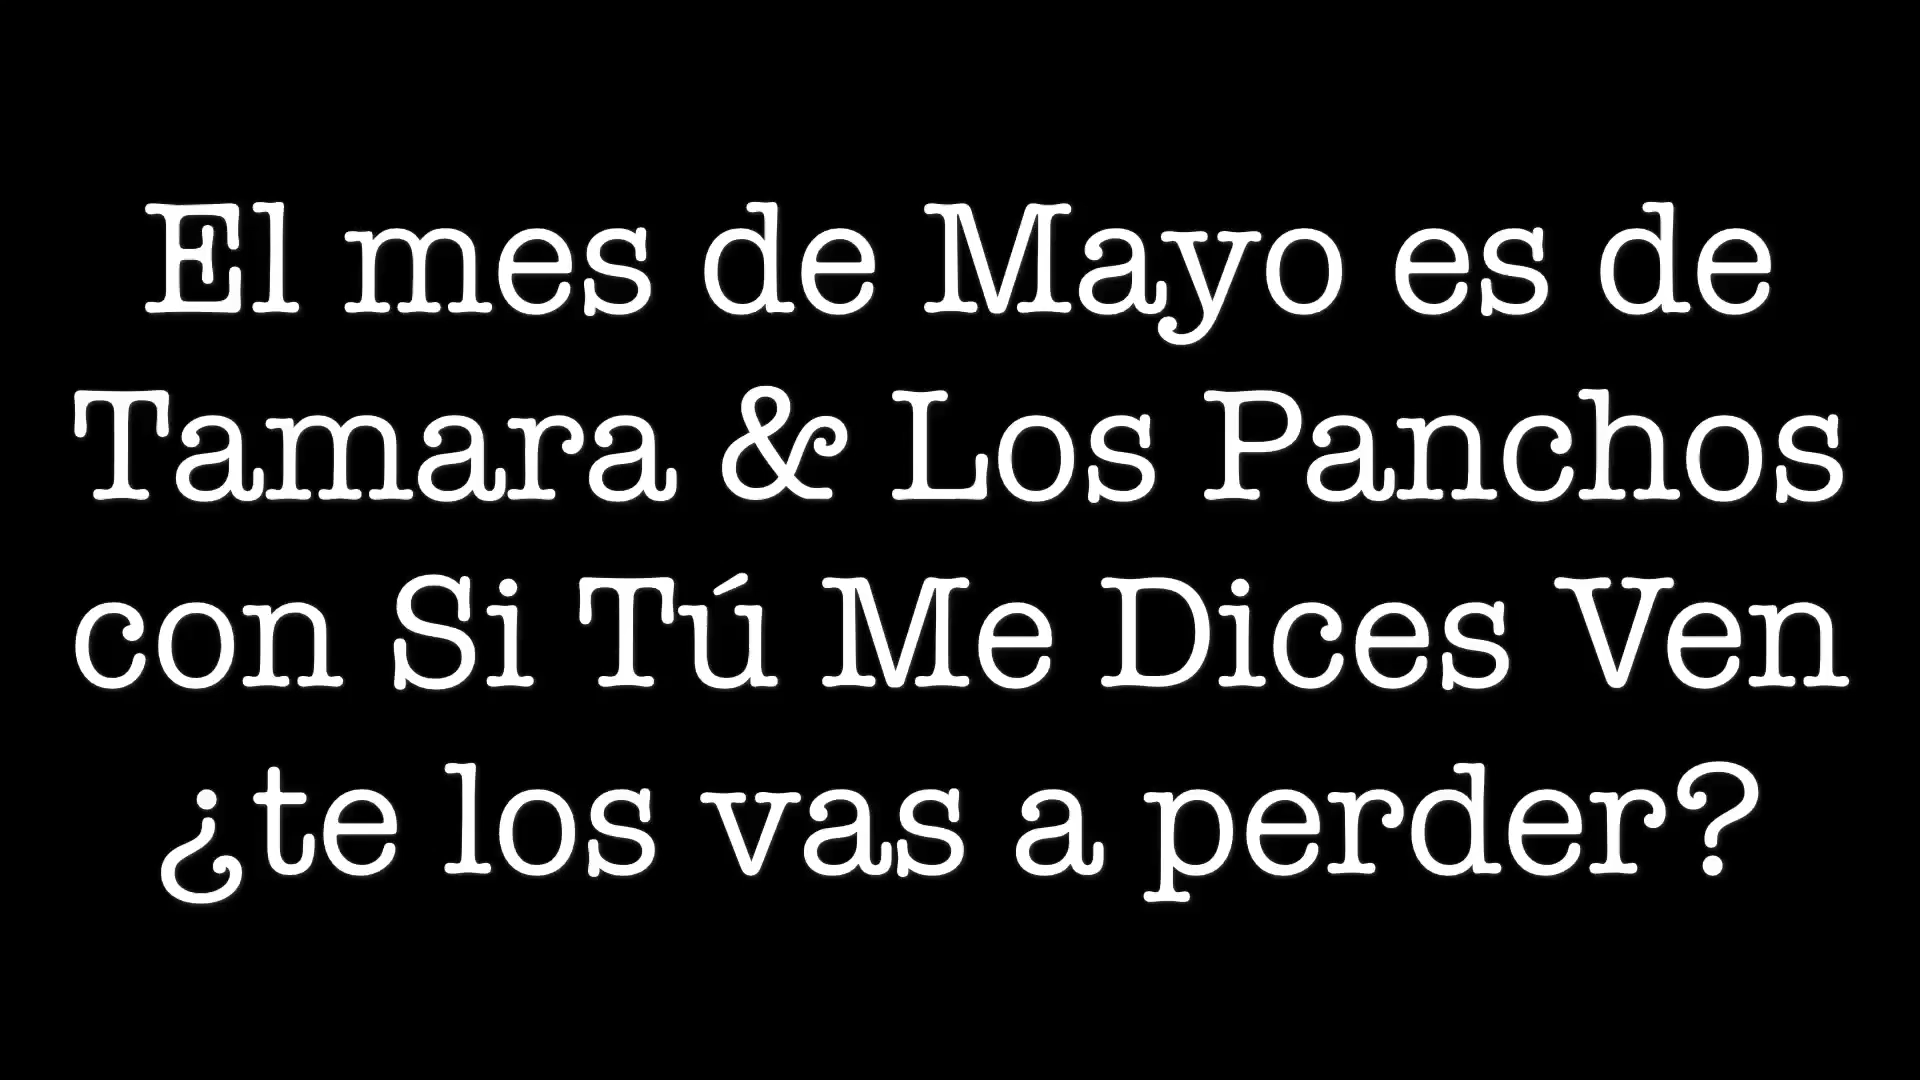 El mes de Mayo es de
Tamara & Los Panchos
con Si Tú Me Dices Ven
¿te los vas a perder?